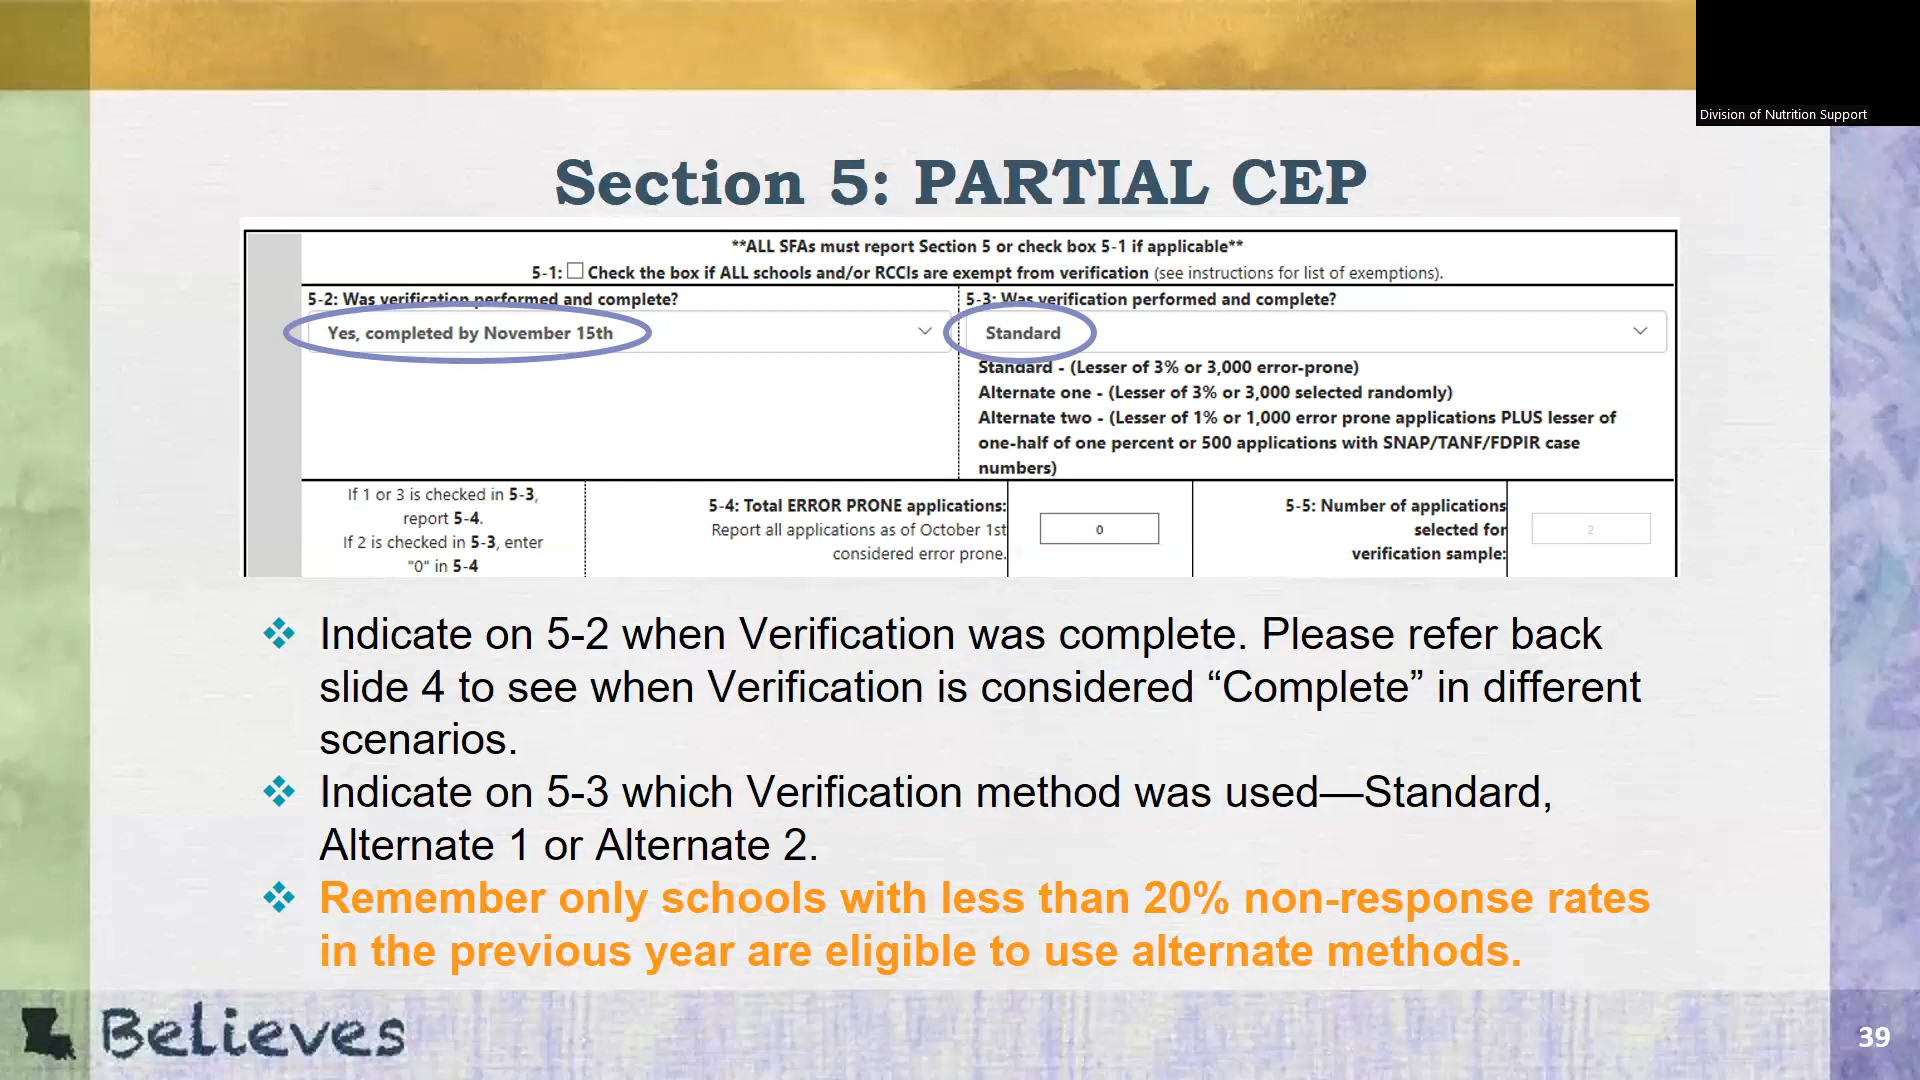 Division of Nutrition Support
Section 5: PARTIAL CEP
**ALL SFAs must report Section 5 or check box 5-1 if applicable**
5-1: Check the box if ALL schools and/or RCCIs are exempt from verification (see instructions for list of exemptions).
5-2: Was verification performed and complete?
Yes, completed by November 15th
5-3: Was verification performed and complete?
Standard
Standard - (Lesser of 3% or 3,000 error-prone)
Alternate one - (Lesser of 3% or 3,000 selected randomly)
Alternate two - (Lesser of 1% or 1,000 error prone applications PLUS lesser of
one-half of one percent or 500 applications with SNAP/TANF/FDPIR case
numbers)
If 1 or 3 is checked in 5-3,
report 5-4.
If 2 is checked in 5-3, enter
"0" in 5-4
5-4: Total ERROR PRONE applications:
Report all applications as of October 1st
considered error prone.
0
5-5: Number of applications
selected for
verification sample:
2
Indicate on 5-2 when Verification was complete. Please refer back
slide 4 to see when Verification is considered “Complete” in different
scenarios.
Indicate on 5-3 which Verification method was used—Standard,
Alternate 1 or Alternate 2.
Remember only schools with less than 20% non-response rates
in the previous year are eligible to use alternate methods.
Believes
39